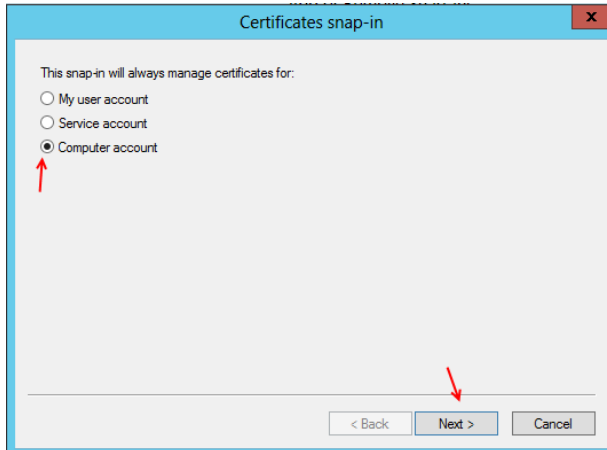 Certificates snap-in
x
This snap-in will always manage certificates for:
My user account
Service account
Computer account
< Back Next > Cancel